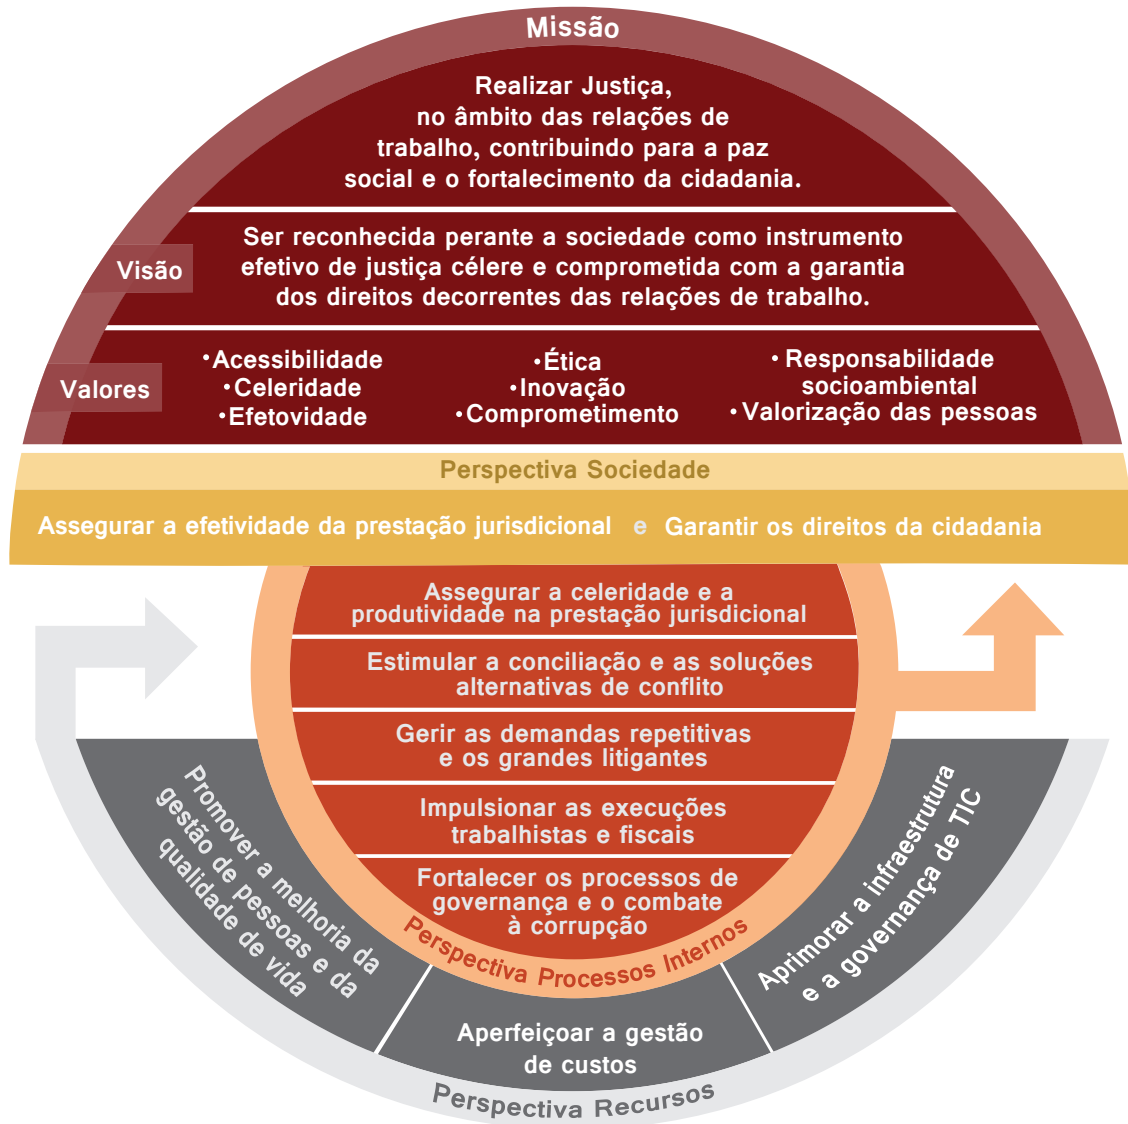 Missão
Realizar Justiça,
no âmbito das relações de
trabalho, contribuindo para a paz
social e o fortalecimento da cidadania.
Visão
Ser reconhecida perante a sociedade como instrumento
efetivo de justiça célere e comprometida com a garantia
dos direitos decorrentes das relações de trabalho.
Valores
•Acessibilidade
•Celeridade
•Efetovidade
•Ética
•Inovação
•Comprometimento
• Responsabilidade
socioambiental
• Valorização das pessoas
Perspectiva Sociedade
Assegurar a efetividade da prestação jurisdicional e Garantir os direitos da cidadania
Assegurar a celeridade e a
produtividade na prestação jurisdicional
Estimular a conciliação e as soluções
alternativas de conflito
Gerir as demandas repetitivas
e os grandes litigantes
Impulsionar as execuções
trabalhistas e fiscais
Fortalecer os processos de
governança e o combate
à corrupção
Perspectiva Processos Internos
Promover a melhoria da
gestão de pessoas e da
qualidade de vida
Aperfeiçoar a gestão
de custos
Aprimorar a infraestrutura
e a governança de TIC
Perspectiva Recursos